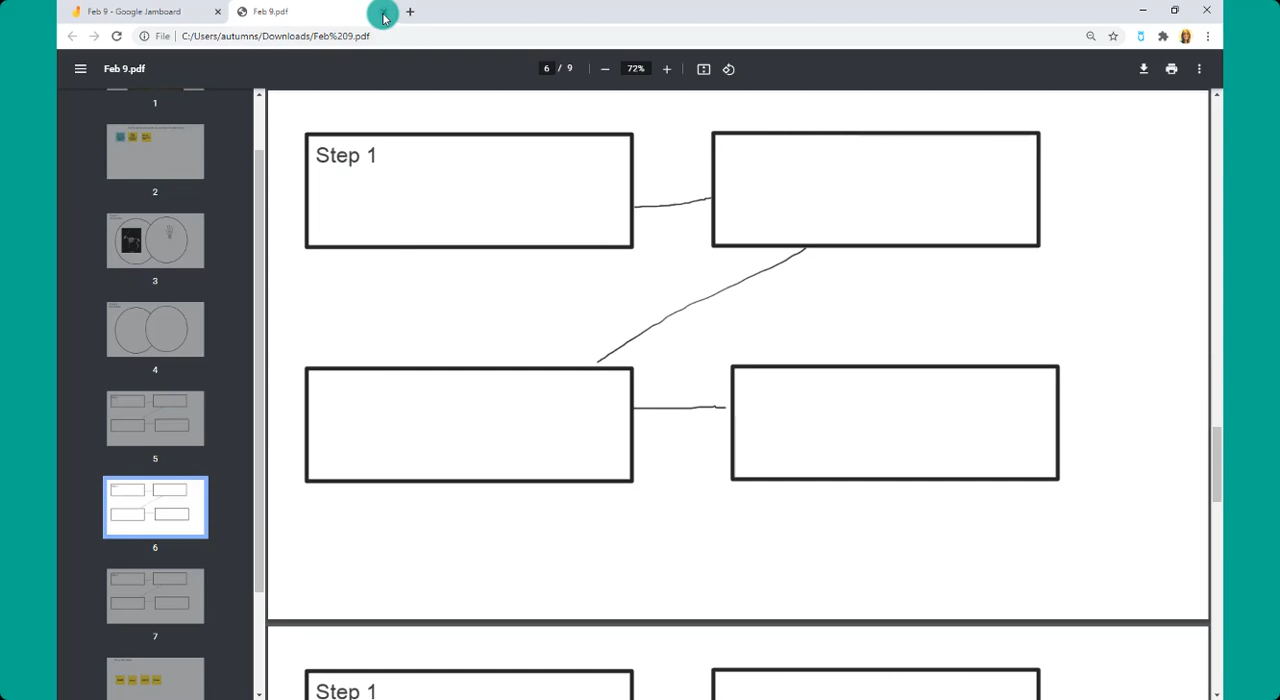 Feb 9 - Google Jamboard
Feb 9.pdf
File
C:/Users/autumns/Downloads/Feb%209.pdf
Feb 9.pdf
6 / 9
72%
1
2
3
4
5
6
7
Step 1
Step 1